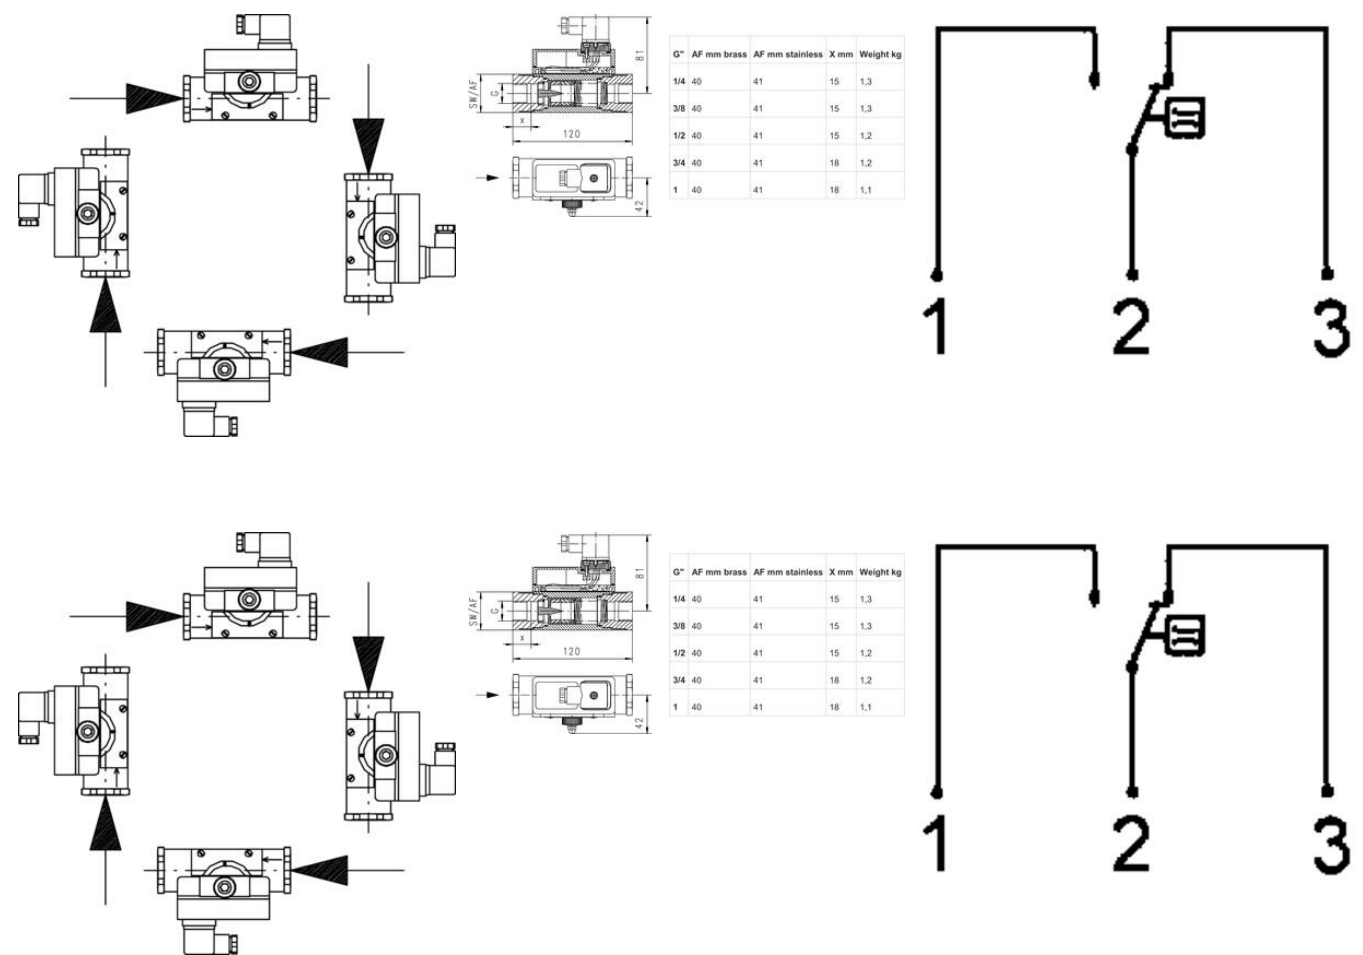 81
SW/AF
G
x
120
42
G" AF mm brass AF mm stainless X mm Weight kg
1/4 40 41 15 1,3
3/8 40 41 15 1,3
1/2 40 41 15 1,2
3/4 40 41 18 1,2
1 40 41 18 1,1
1 2 3
81
SW/AF
G
x
120
42
G" AF mm brass AF mm stainless X mm Weight kg
1/4 40 41 15 1,3
3/8 40 41 15 1,3
1/2 40 41 15 1,2
3/4 40 41 18 1,2
1 40 41 18 1,1
1 2 3